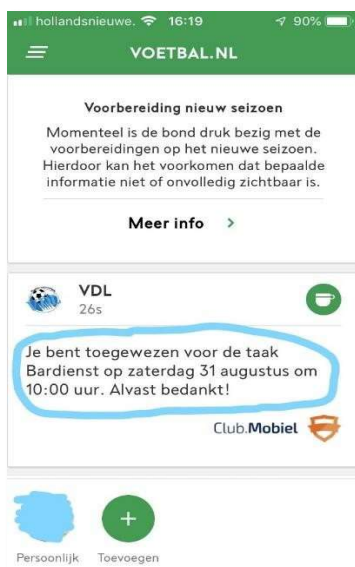 hollandsnieuwe. 16:19 90%
VOETBAL.NL
Voorbereiding nieuw seizoen
Momenteel is de bond druk bezig met de
voorbereidingen op het nieuwe seizoen.
Hierdoor kan het voorkomen dat bepaalde
informatie niet of onvolledig zichtbaar is.
Meer info >
VDL
26s
Je bent toegewezen voor de taak
Bardienst op zaterdag 31 augustus om
10:00 uur. Alvast bedankt!
Club.Mobiel
Persoonlijk Toevoegen